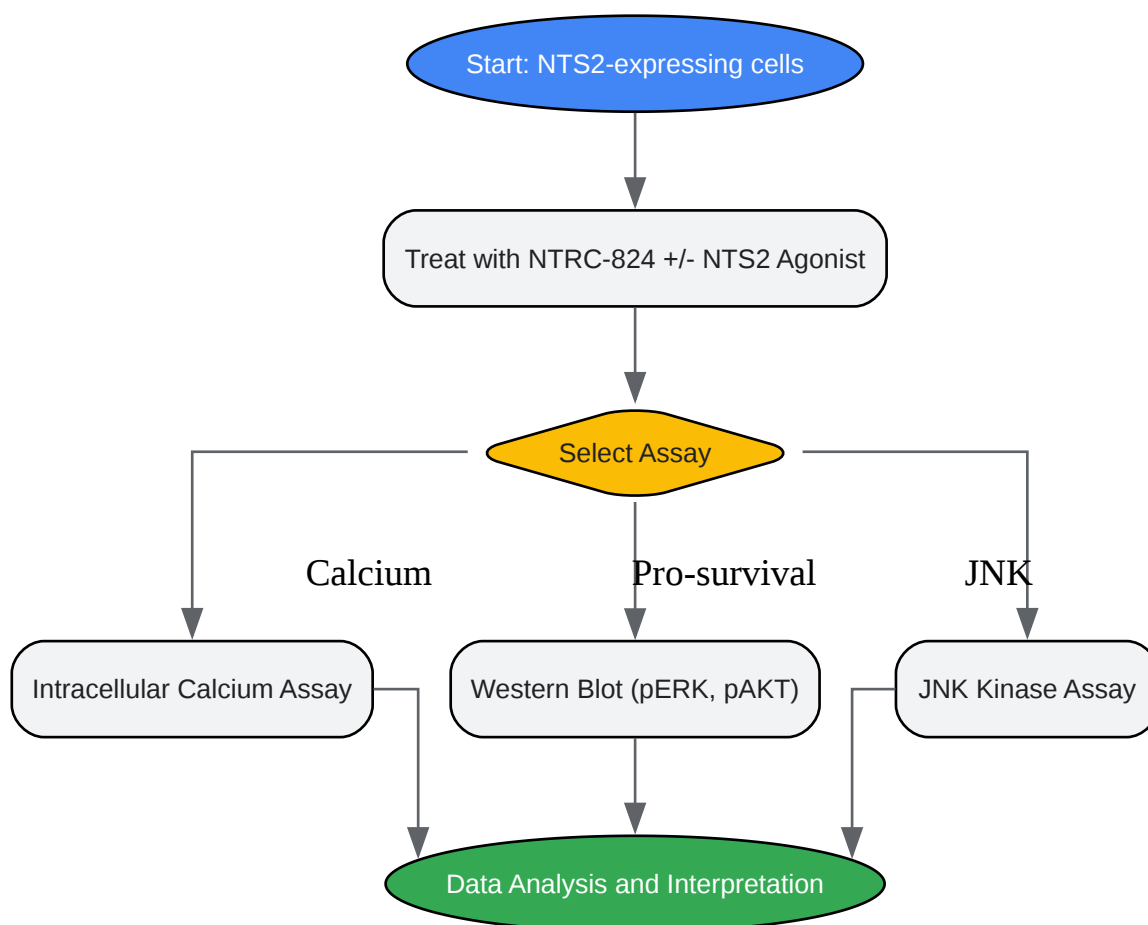 Start: NTS2-expressing cells
Treat with NTRC-824 +/- NTS2 Agonist
Select Assay
Calcium
Pro-survival
JNK
Intracellular Calcium Assay
Western Blot (pERK, pAKT)
JNK Kinase Assay
Data Analysis and Interpretation